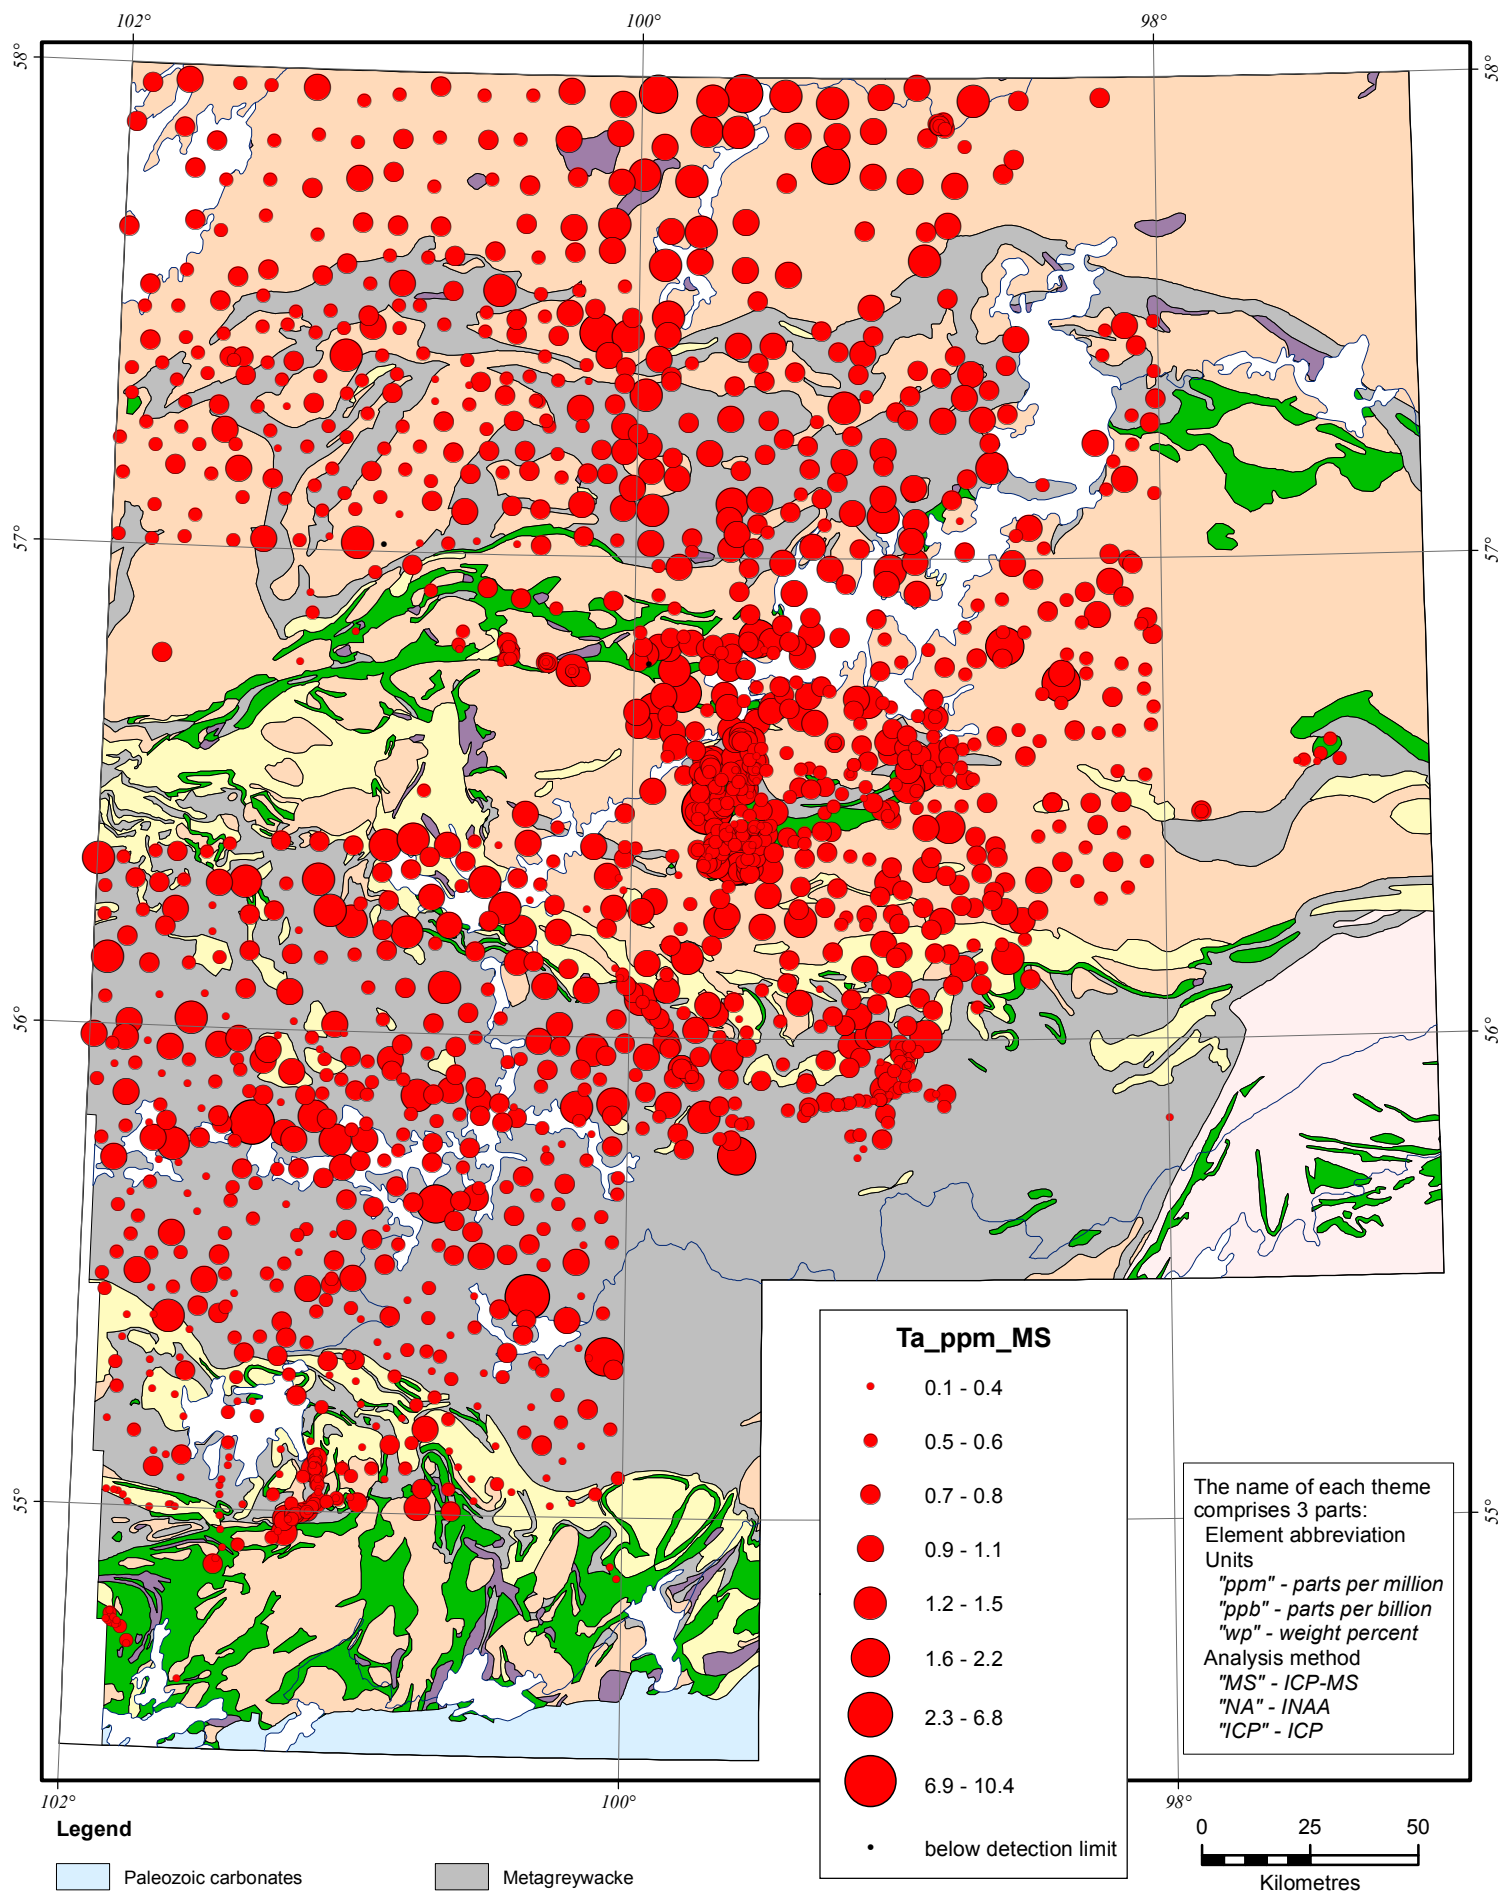 102°
100°
98°
58°
58°
57°
57°
56°
56°
55°
55°
Ta_ppm_MS
0.1 - 0.4
0.5 - 0.6
0.7 - 0.8
0.9 - 1.1
1.2 - 1.5
1.6 - 2.2
2.3 - 6.8
6.9 - 10.4
below detection limit
The name of each theme
comprises 3 parts:
Element abbreviation
Units
"ppm" - parts per million
"ppb" - parts per billion
"wp" - weight percent
Analysis method
"MS" - ICP-MS
"NA" - INAA
"ICP" - ICP
102°
100°
98°
Legend
Paleozoic carbonates
Metagreywacke
0 25 50
Kilometres